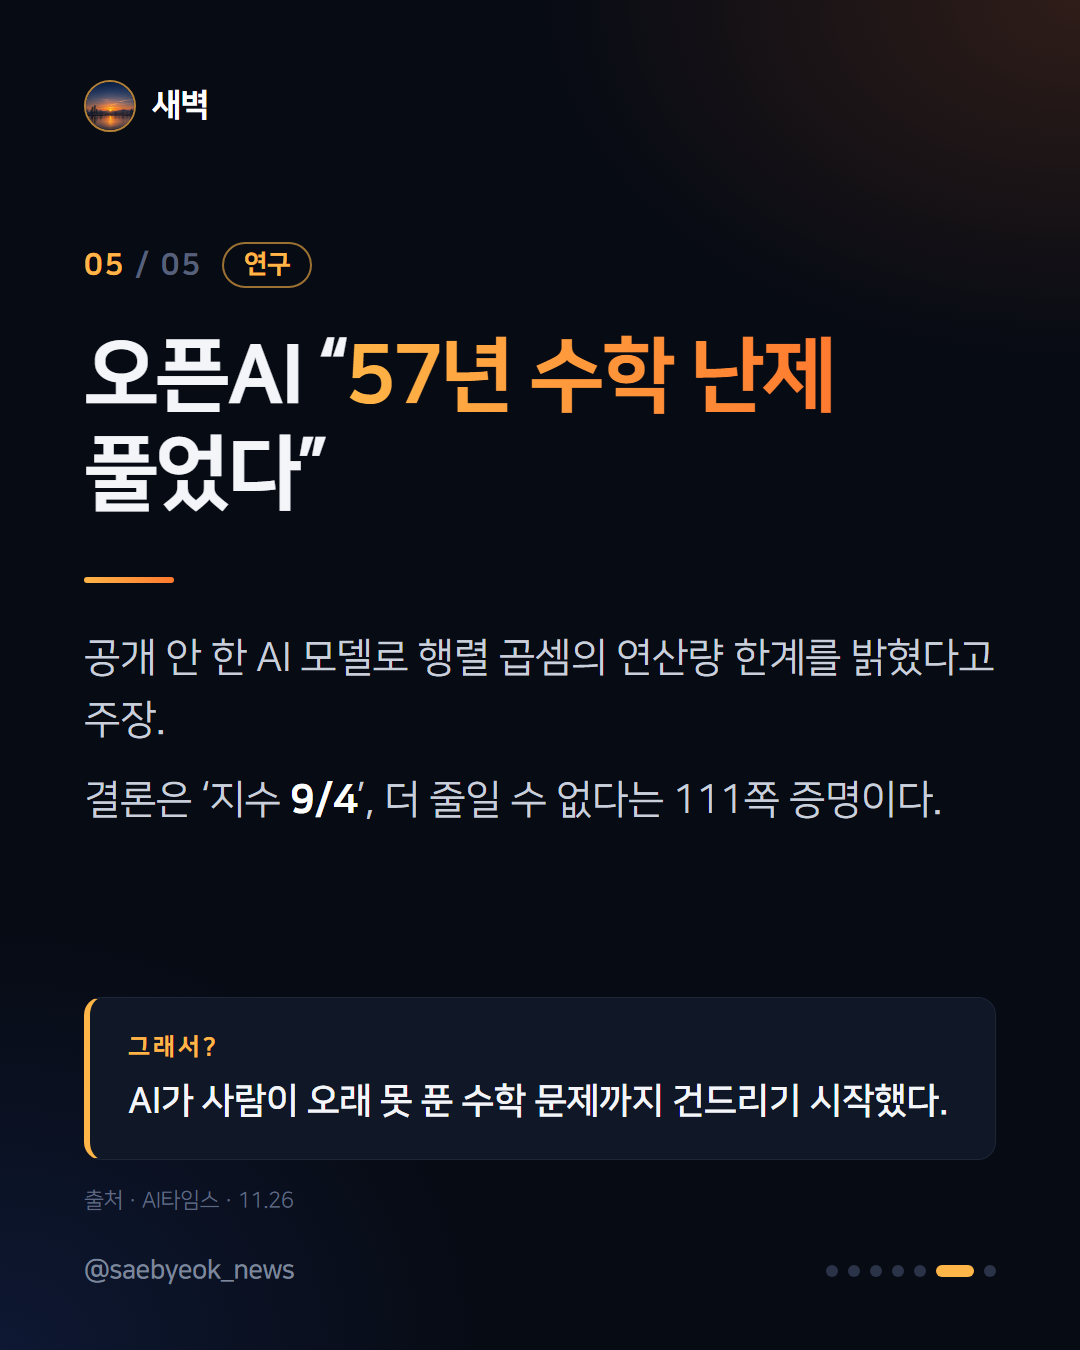 새벽
05 / 05 연구
오픈AI “57년 수학 난제
풀었다”
공개 안 한 AI 모델로 행렬 곱셈의 연산량 한계를 밝혔다고
주장.
결론은 ‘지수 9/4’, 더 줄일 수 없다는 111쪽 증명이다.
그래서?
AI가 사람이 오래 못 푼 수학 문제까지 건드리기 시작했다.
출처 · AI타임스 · 11.26
@saebyeok_news